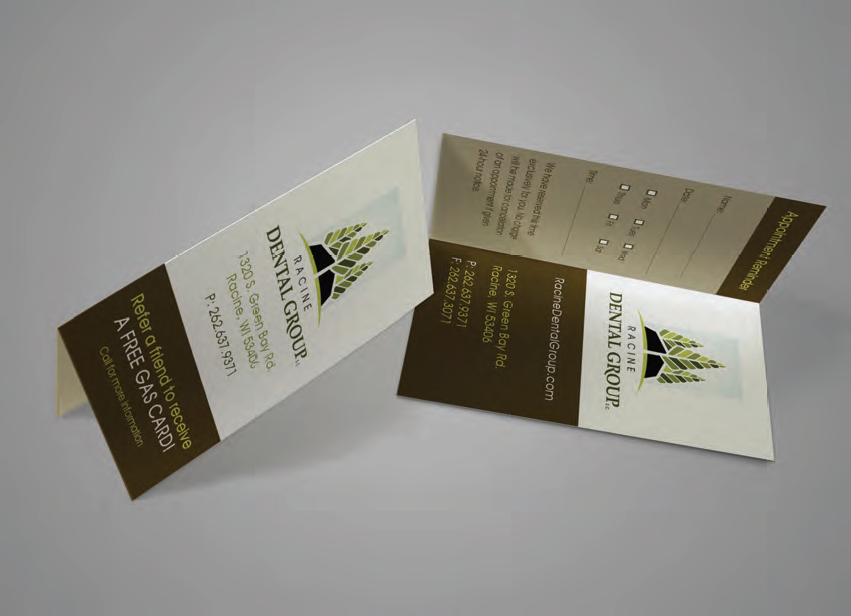 RACINE
DENTAL GROUP
1320 S. Green Bay Rd.
Racine, WI 53406
P: 262.637.9371
Refer a friend to receive
A FREE GAS CARD!
Call for more information
Appointment Reminder
Name:
Date:
Mon Tues Wed
Thurs Fri Sat
Time:
We have reserved this time
exclusively for you. No charge
will be made for cancelation
of an appointment if given
24-hour notice.
RACINE
DENTAL GROUP
RacineDentalGroup.com
1320 S. Green Bay Rd.
Racine, WI 53406
P: 262.637.9371
F: 262.637.3071